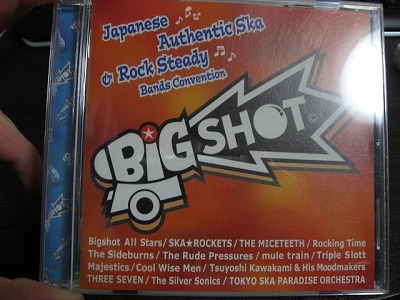 Japanese
Authentic Ska
& Rock Steady
Bands Convention
BiG SHOT
Bigshot All Stars / SKA★ROCKETS / THE MICETEETH / Rocking Time
The Sideburns / The Rude Pressures / mule train / Triple Slott
Majestics / Cool Wise Men / Tsuyoshi Kawakami & His Moodmakers
THREE SEVEN / The Silver Sonics / TOKYO SKA PARADISE ORCHESTRA